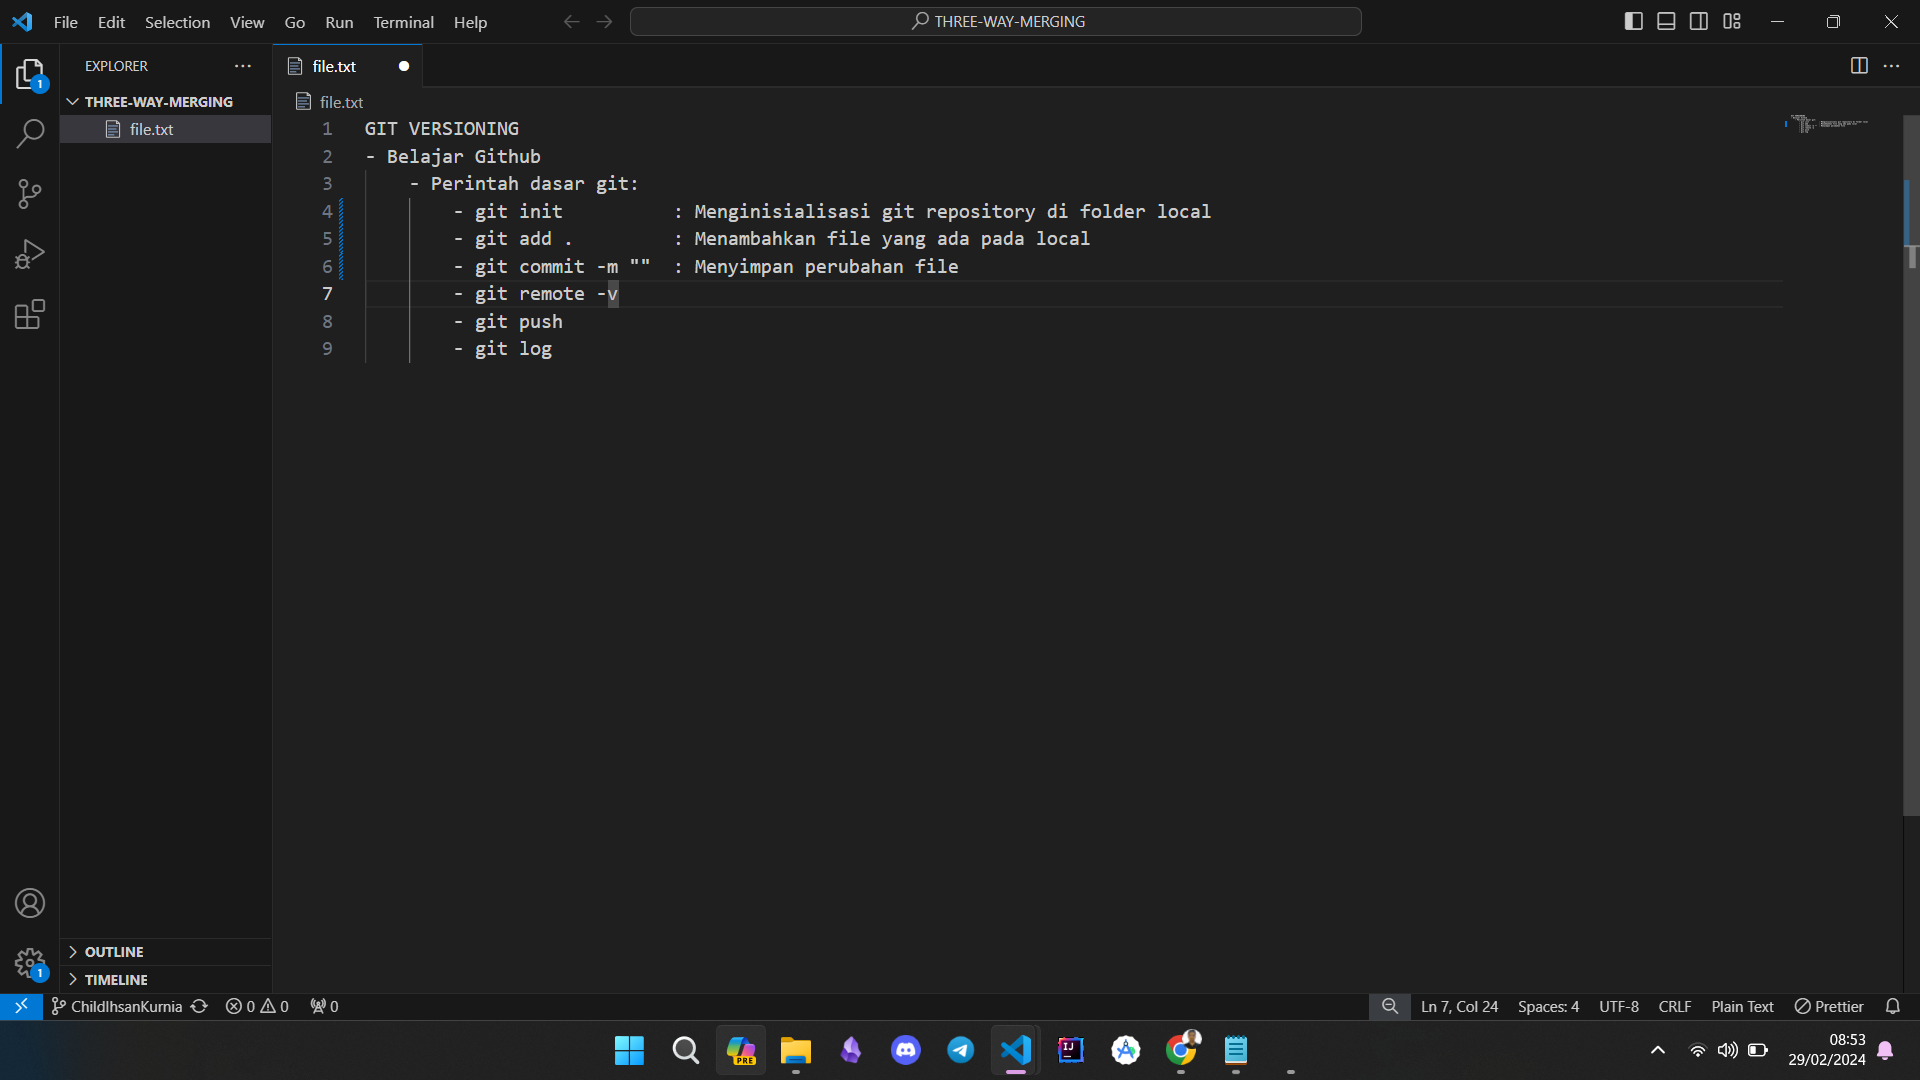 File Edit Selection View Go Run Terminal Help
THREE-WAY-MERGING
EXPLORER
THREE-WAY-MERGING
file.txt
file.txt
file.txt
1 GIT VERSIONING
2 - Belajar Github
3 - Perintah dasar git:
4 - git init : Menginisialisasi git repository di folder local
5 - git add . : Menambahkan file yang ada pada local
6 - git commit -m "" : Menyimpan perubahan file
7 - git remote -v
8 - git push
9 - git log
1
1
OUTLINE
TIMELINE
ChildIhsanKurnia 0 0 0
Ln 7, Col 24 Spaces: 4 UTF-8 CRLF Plain Text Prettier
PRE
IJ
08:53
29/02/2024